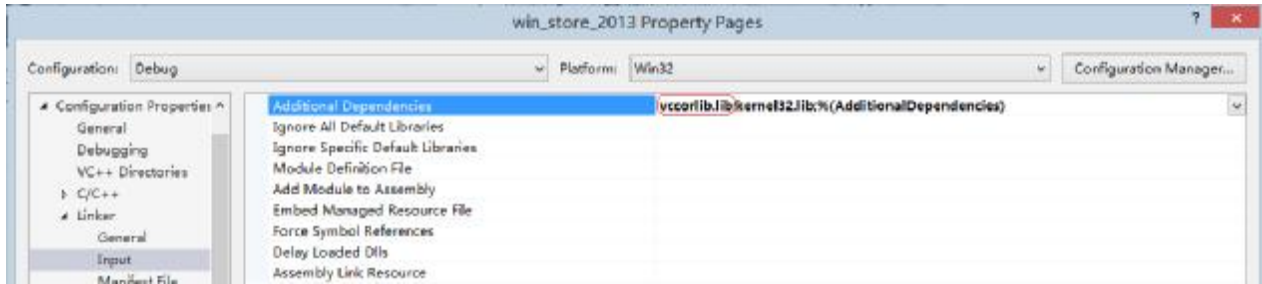 win_store_2013 Property Pages
?
Configuration: Debug Platform: Win32 Configuration Manager...
Configuration Properties
General
Debugging
VC++ Directories
C/C++
Linker
General
Input
Manifest File
Additional Dependencies vccorlib.lib;kernel32.lib;%(AdditionalDependencies)
Ignore All Default Libraries
Ignore Specific Default Libraries
Module Definition File
Add Module to Assembly
Embed Managed Resource File
Force Symbol References
Delay Loaded Dlls
Assembly Link Resource